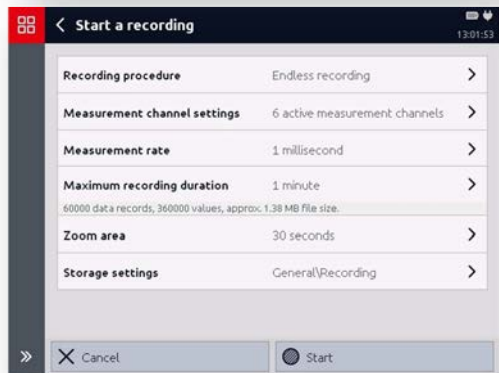 Start a recording
13:01:53
Recording procedure Endless recording
Measurement channel settings 6 active measurement channels
Measurement rate 1 millisecond
Maximum recording duration 1 minute
60000 data records, 360000 values, approx. 1.38 MB file size.
Zoom area 30 seconds
Storage settings General\Recording
Cancel Start